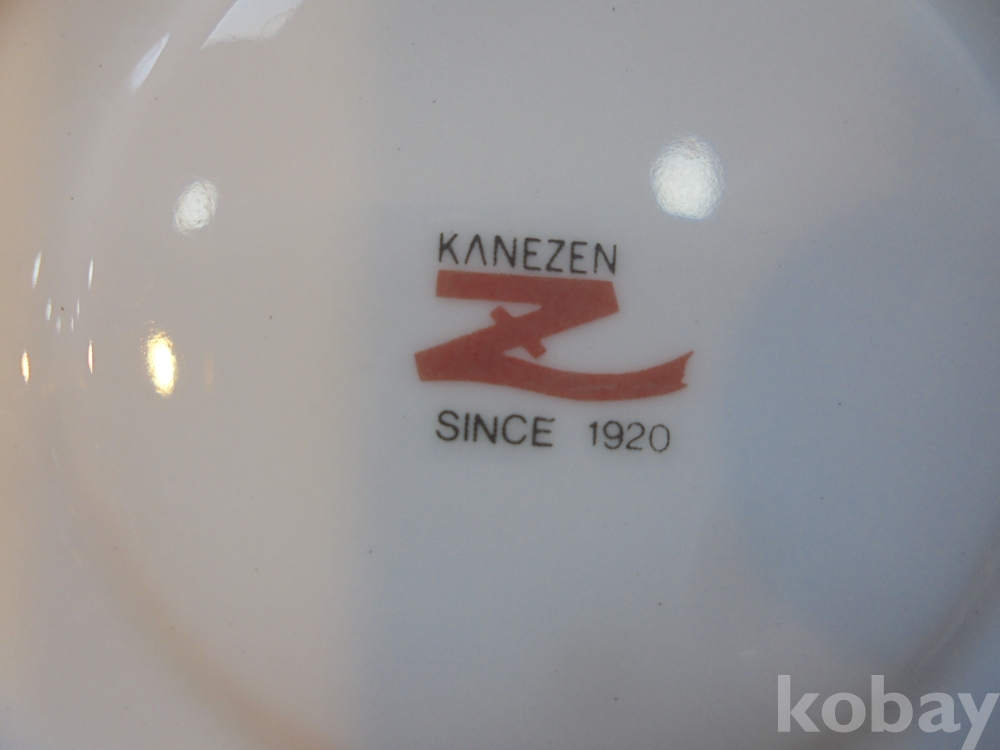 KANEZEN
Z
SINCE 1920
kobay